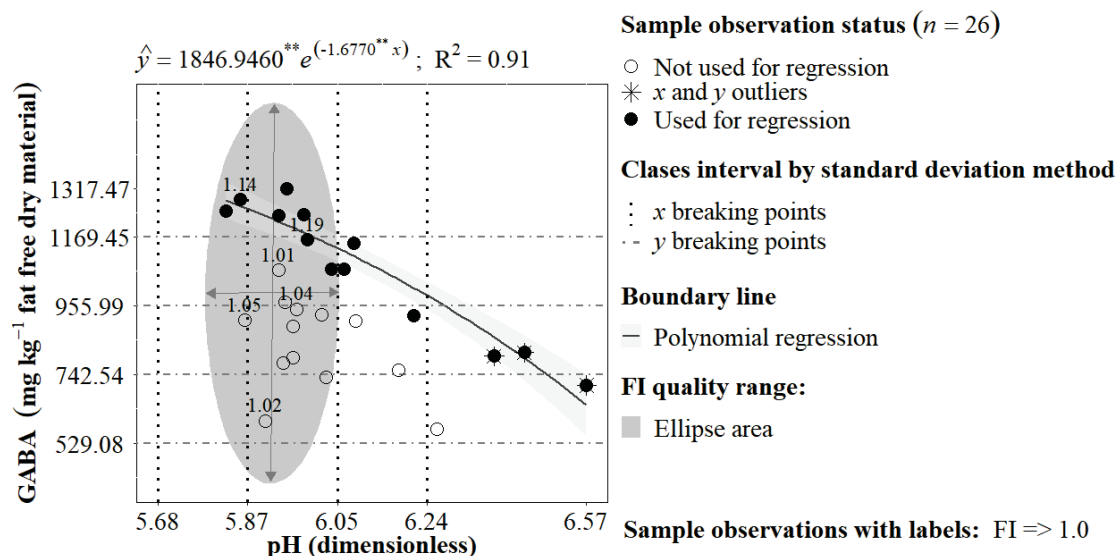 ŷ = 1846.9460** e^(-1.6770** x) ; R² = 0.91
GABA (mg kg⁻¹ fat free dry material)
1317.47
1169.45
955.99
742.54
529.08
1.14
1.19
1.01
1.04
1.05
1.02
5.68 5.87 6.05 6.24 6.57
pH (dimensionless)
Sample observation status (n = 26)
Not used for regression
x and y outliers
Used for regression
Clases interval by standard deviation method
x breaking points
y breaking points
Boundary line
Polynomial regression
FI quality range:
Ellipse area
Sample observations with labels: FI => 1.0